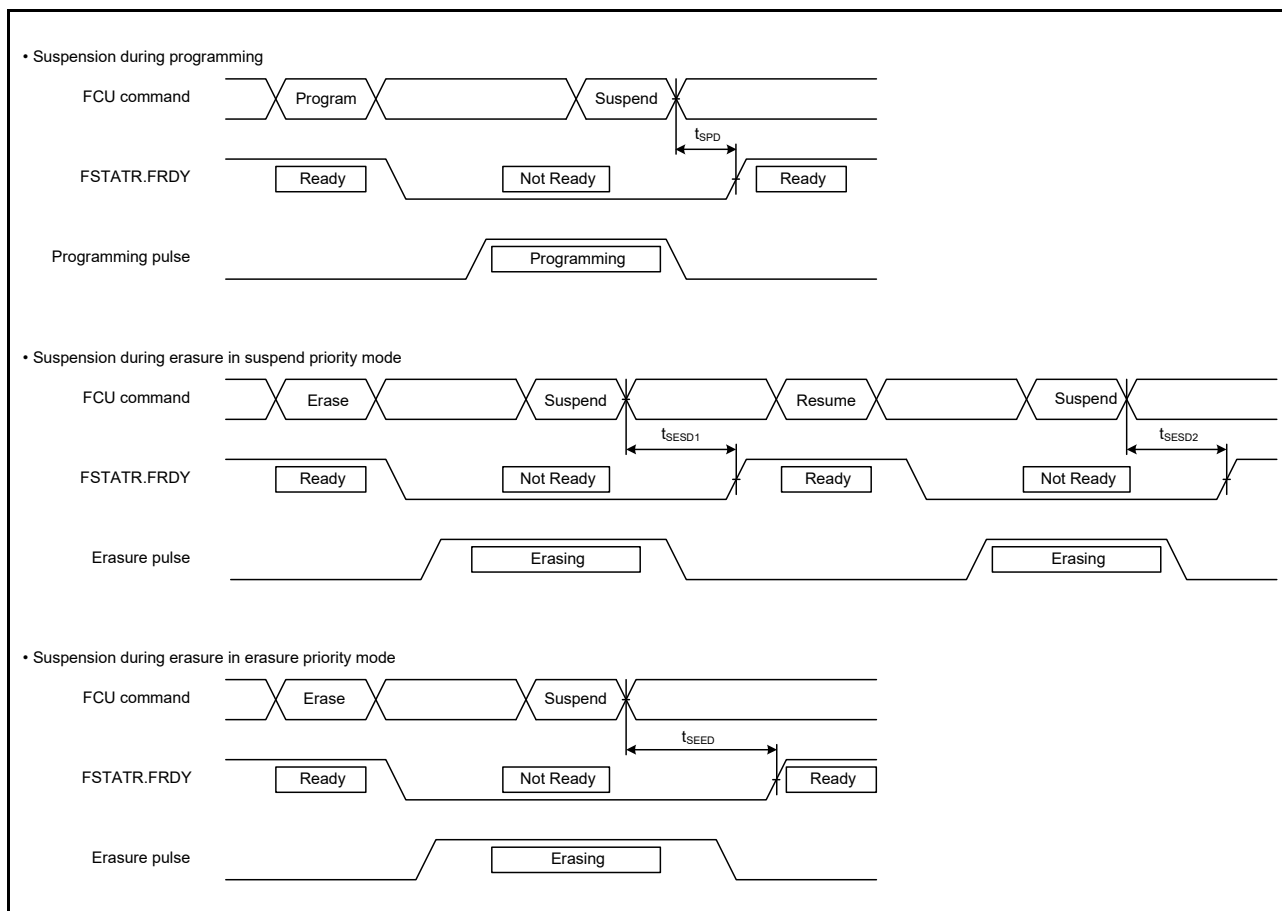 • Suspension during programming
FCU command
Program
Suspend
tSPD
FSTATR.FRDY
Ready
Not Ready
Ready
Programming pulse
Programming
• Suspension during erasure in suspend priority mode
FCU command
Erase
Suspend
Resume
Suspend
tSESD1
tSESD2
FSTATR.FRDY
Ready
Not Ready
Ready
Not Ready
Erasure pulse
Erasing
Erasing
• Suspension during erasure in erasure priority mode
FCU command
Erase
Suspend
tSEED
FSTATR.FRDY
Ready
Not Ready
Ready
Erasure pulse
Erasing